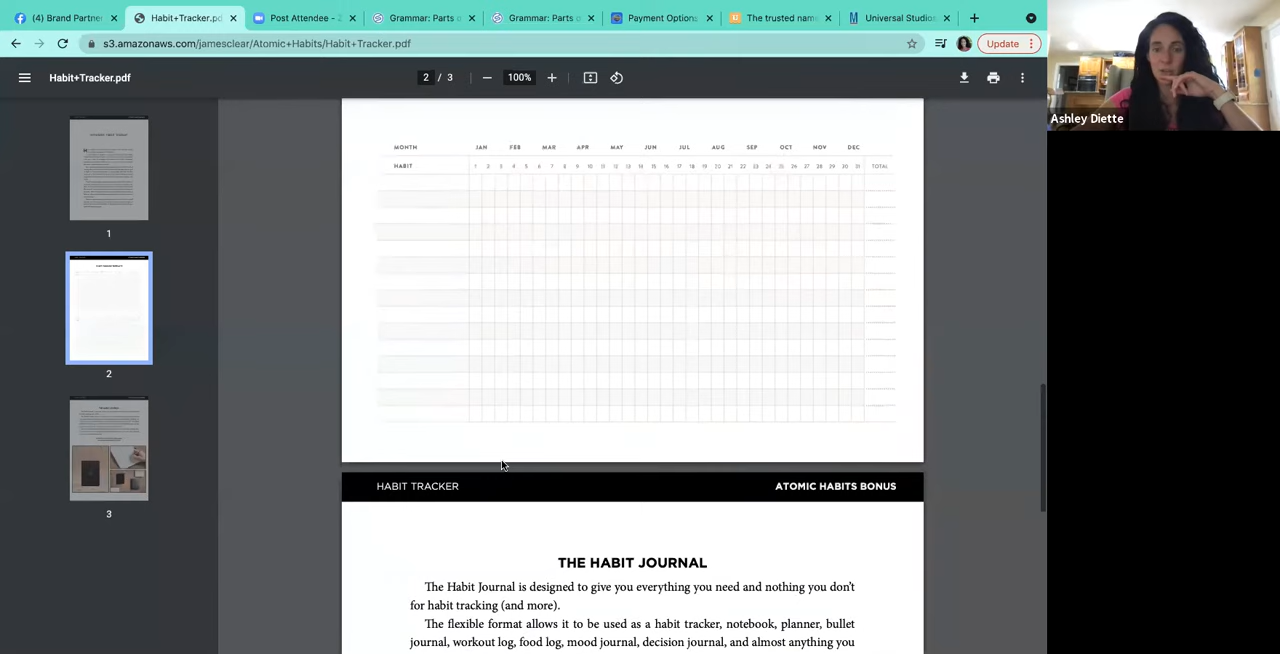 (4) Brand Partner
Habit+Tracker.pdf
Post Attendee - Z
Grammar: Parts o
Grammar: Parts o
Payment Options
The trusted nam
Universal Studios
s3.amazonaws.com/jamesclear/Atomic+Habits/Habit+Tracker.pdf
Update
Habit+Tracker.pdf
2 / 3
100%
Ashley Diette
1
2
3
MONTH JAN FEB MAR APR MAY JUN JUL AUG SEP OCT NOV DEC
HABIT 1 2 3 4 5 6 7 8 9 10 11 12 13 14 15 16 17 18 19 20 21 22 23 24 25 26 27 28 29 30 31 TOTAL
HABIT TRACKER ATOMIC HABITS BONUS
THE HABIT JOURNAL
The Habit Journal is designed to give you everything you need and nothing you don't
for habit tracking (and more).
The flexible format allows it to be used as a habit tracker, notebook, planner, bullet
journal, workout log, food log, mood journal, decision journal, and almost anything you